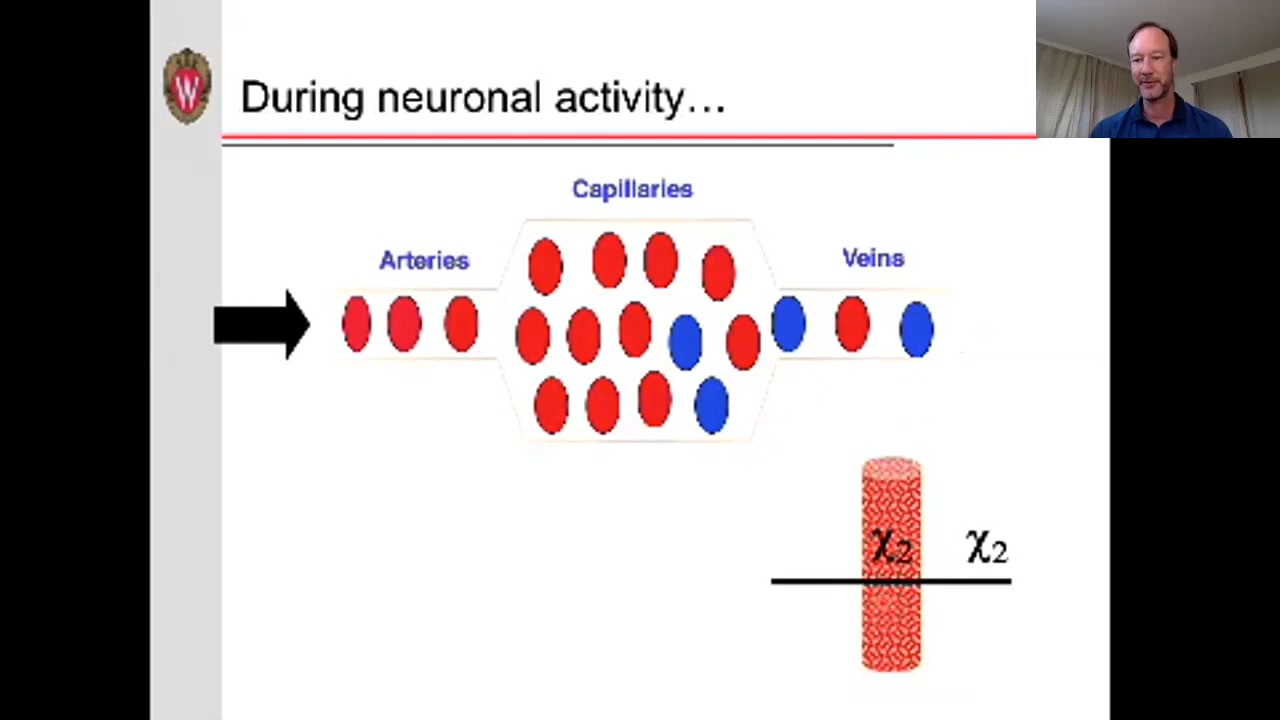 W
During neuronal activity…
Capillaries
Arteries
Veins
χ₂ χ₂